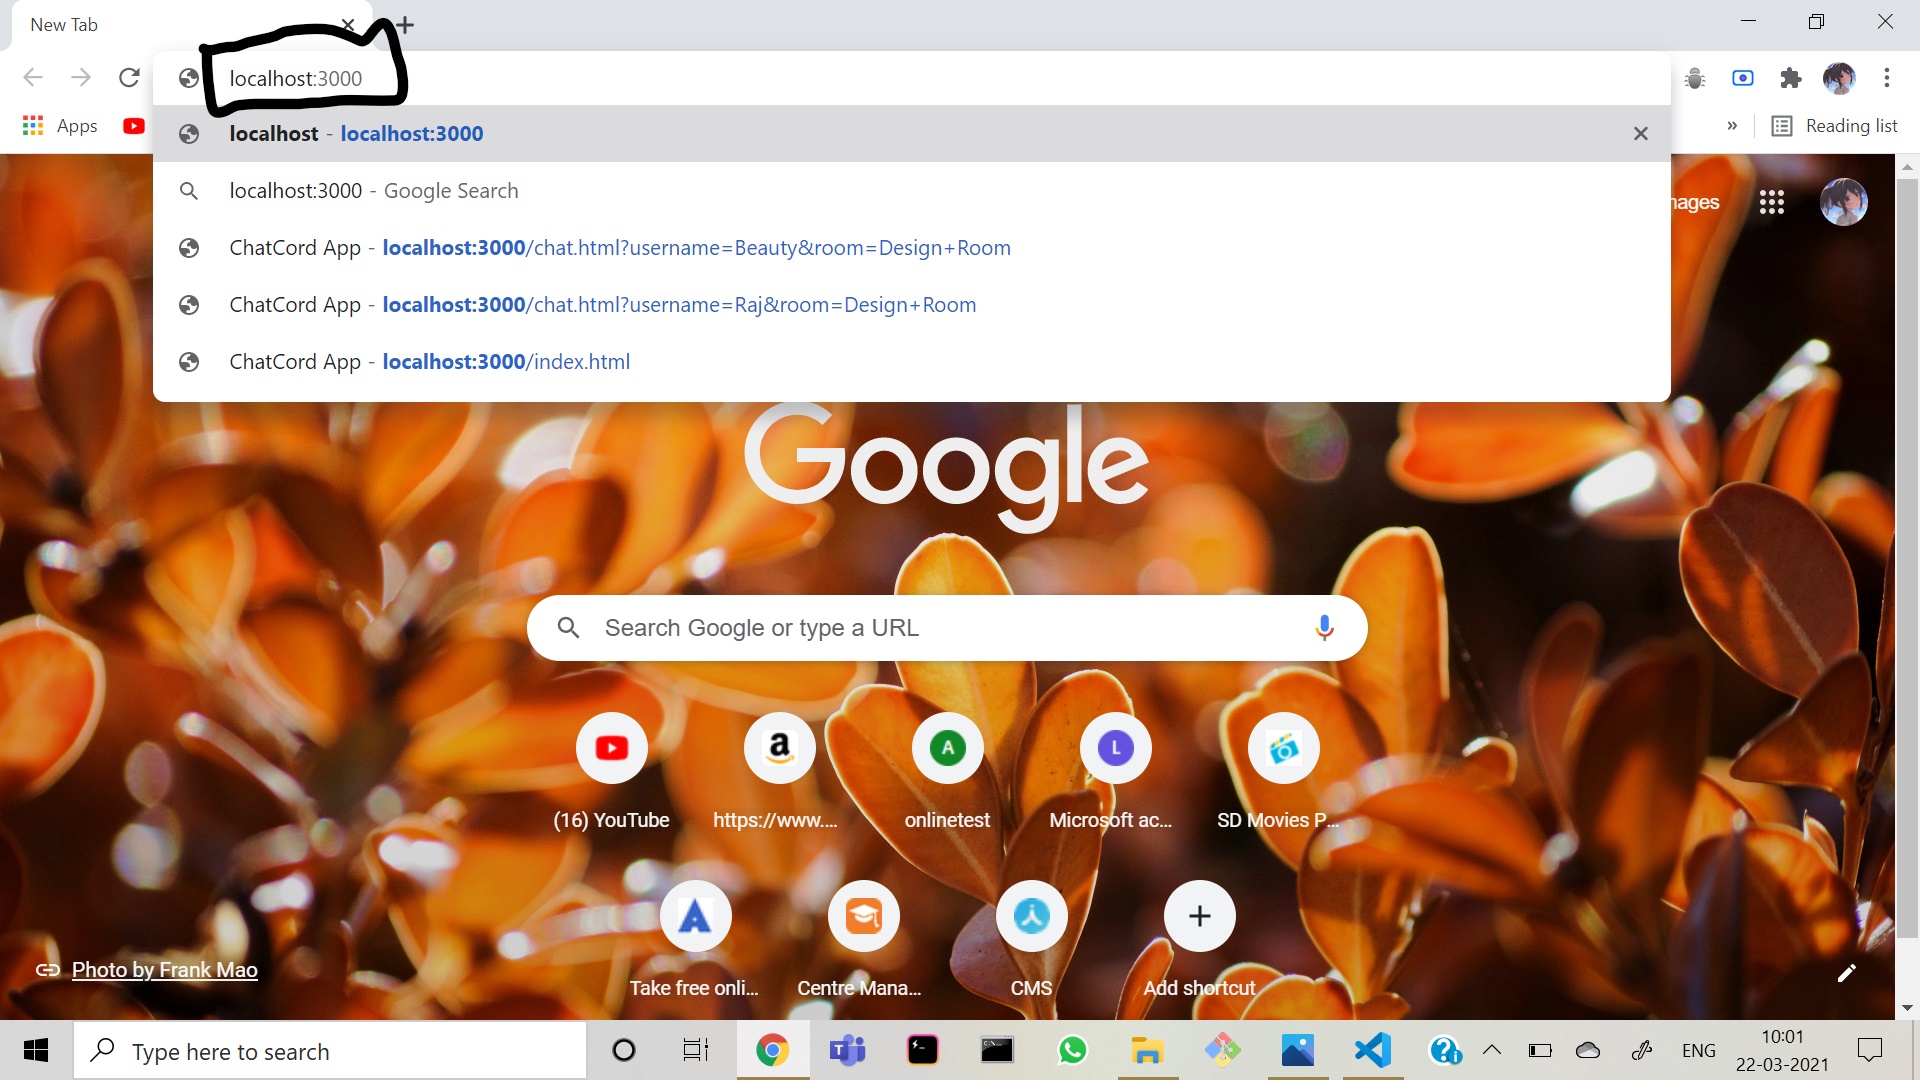 New Tab
localhost:3000
Apps
»
Reading list
localhost - localhost:3000
localhost:3000 - Google Search
ChatCord App - localhost:3000/chat.html?username=Beauty&room=Design+Room
ChatCord App - localhost:3000/chat.html?username=Raj&room=Design+Room
ChatCord App - localhost:3000/index.html
mages
Google
Search Google or type a URL
a
A
L
(16) YouTube
https://www....
onlinetest
Microsoft ac...
SD Movies P...
Take free onli...
Centre Mana...
CMS
Add shortcut
Photo by Frank Mao
Type here to search
ENG
10:01
22-03-2021